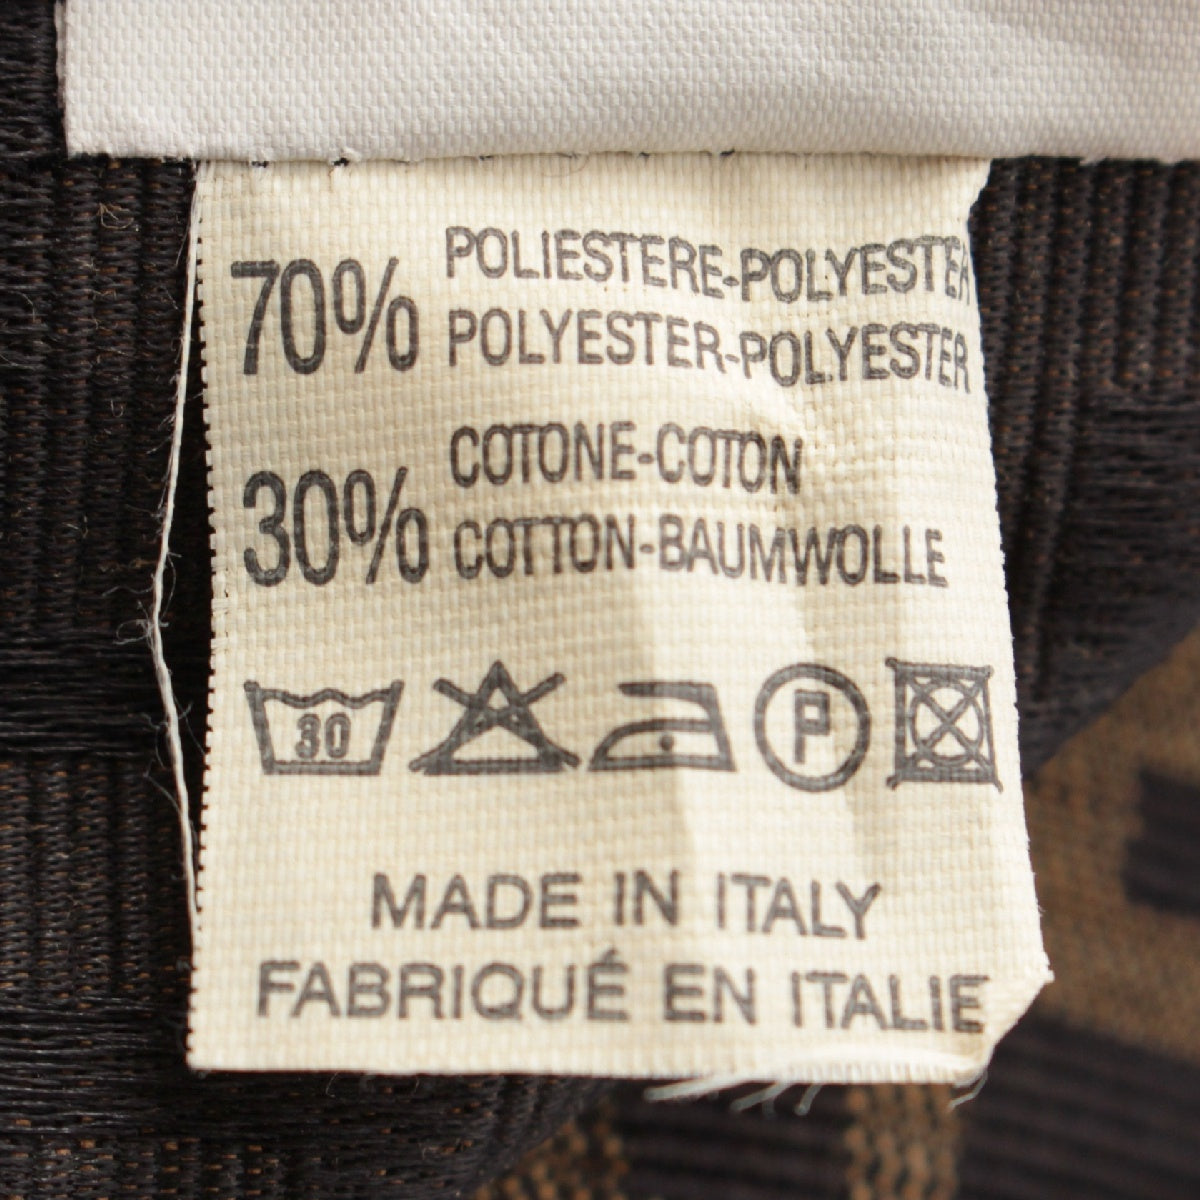 70% POLIESTERE-POLYESTER
POLYESTER-POLYESTER
30% COTONE-COTON
COTTON-BAUMWOLLE
30 P
MADE IN ITALY
FABRIQUÉ EN ITALIE